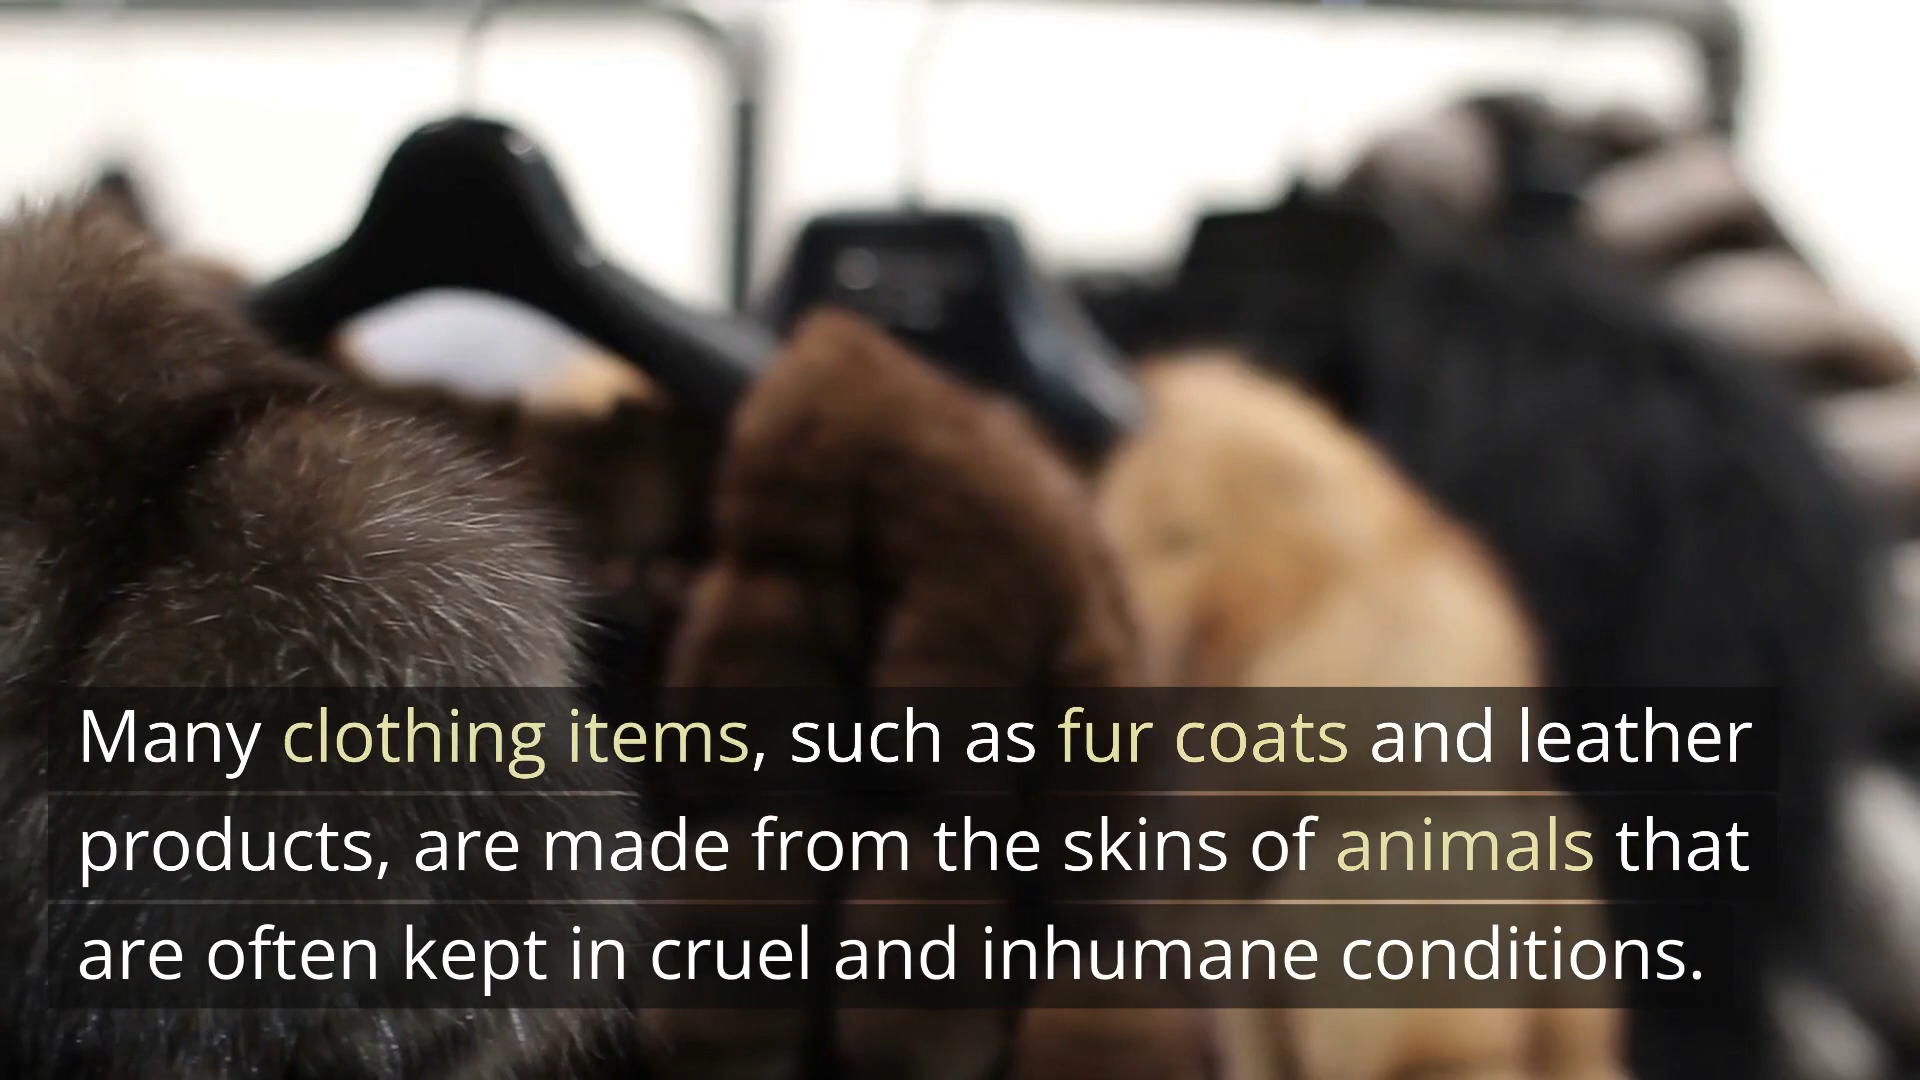 Many clothing items, such as fur coats and leather
products, are made from the skins of animals that
are often kept in cruel and inhumane conditions.